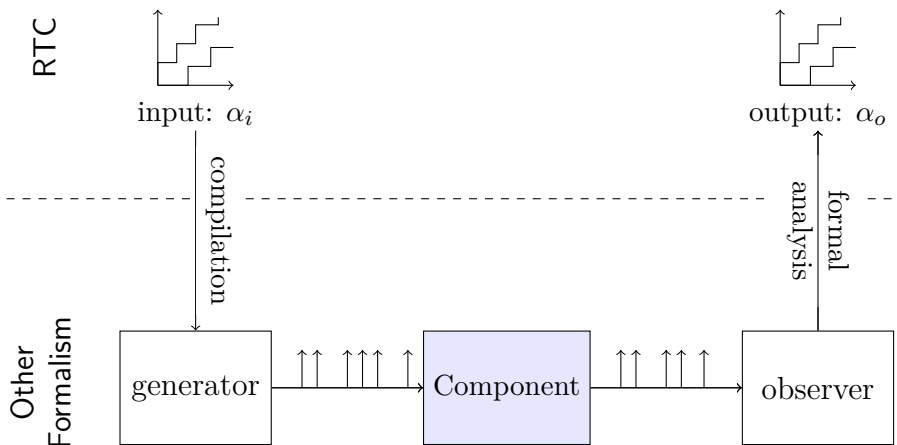 RTC
input: αᵢ
output: αₒ
compilation
formal
analysis
Other
Formalism
generator
Component
observer